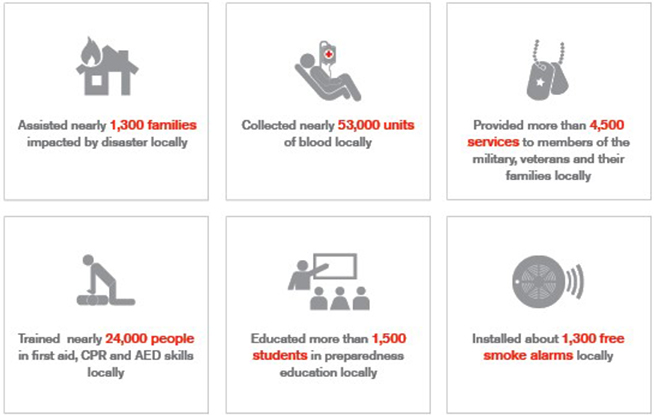 Assisted nearly 1,300 families
impacted by disaster locally
Collected nearly 53,000 units
of blood locally
Provided more than 4,500
services to members of the
military, veterans and their
families locally
Trained nearly 24,000 people
in first aid, CPR and AED skills
locally
Educated more than 1,500
students in preparedness
education locally
Installed about 1,300 free
smoke alarms locally